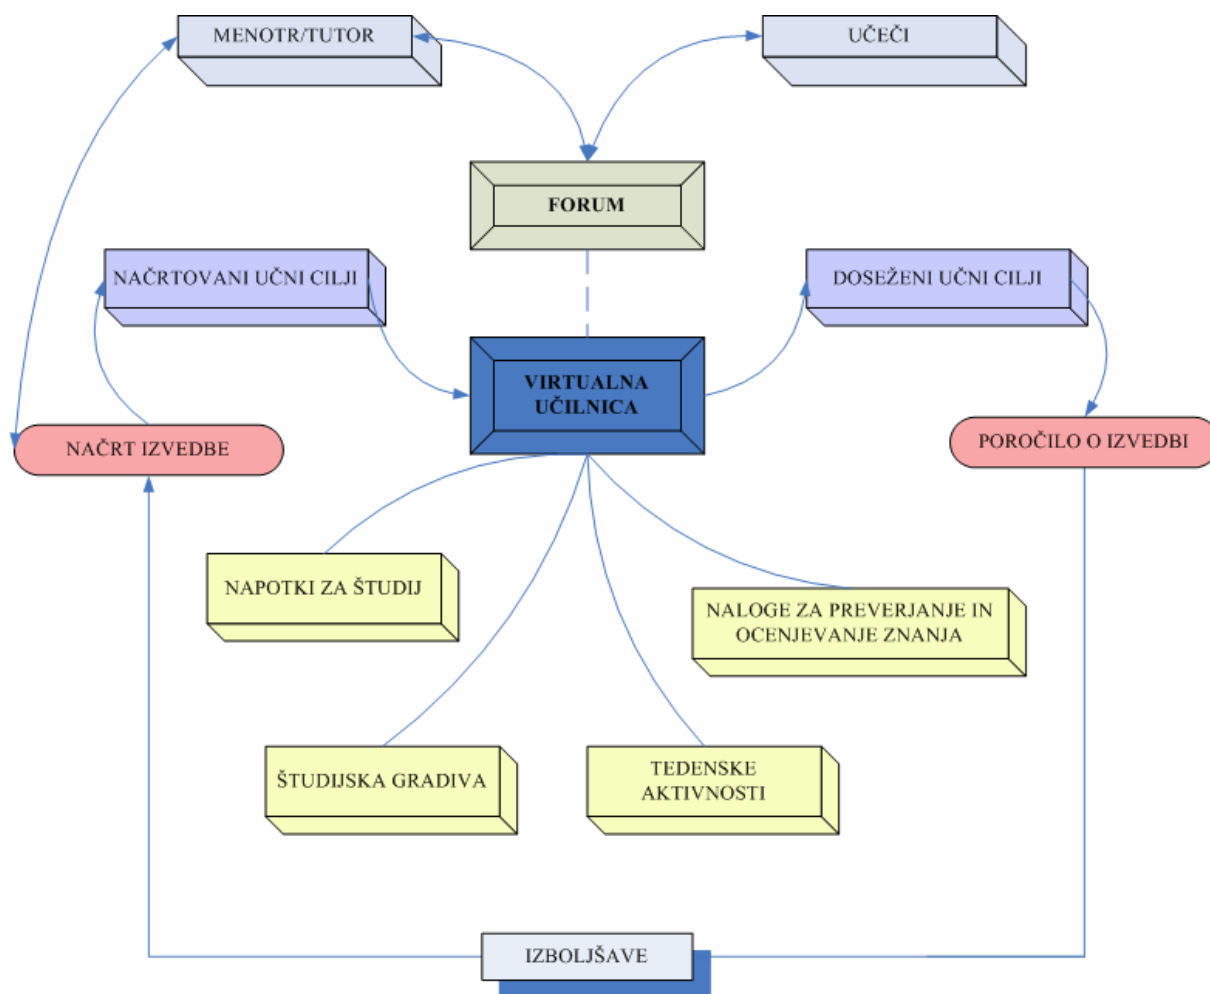 MENOTR/TUTOR
UČEČI
FORUM
NAČRTOVANI UČNI CILJI
DOSEŽENI UČNI CILJI
VIRTUALNA
UČILNICA
NAČRT IZVEDBE
POROČILO O IZVEDBI
NAPOTKI ZA ŠTUDIJ
NALOGE ZA PREVERJANJE IN
OCENJEVANJE ZNANJA
ŠTUDIJSKA GRADIVA
TEDENSKE
AKTIVNOSTI
IZBOLJŠAVE